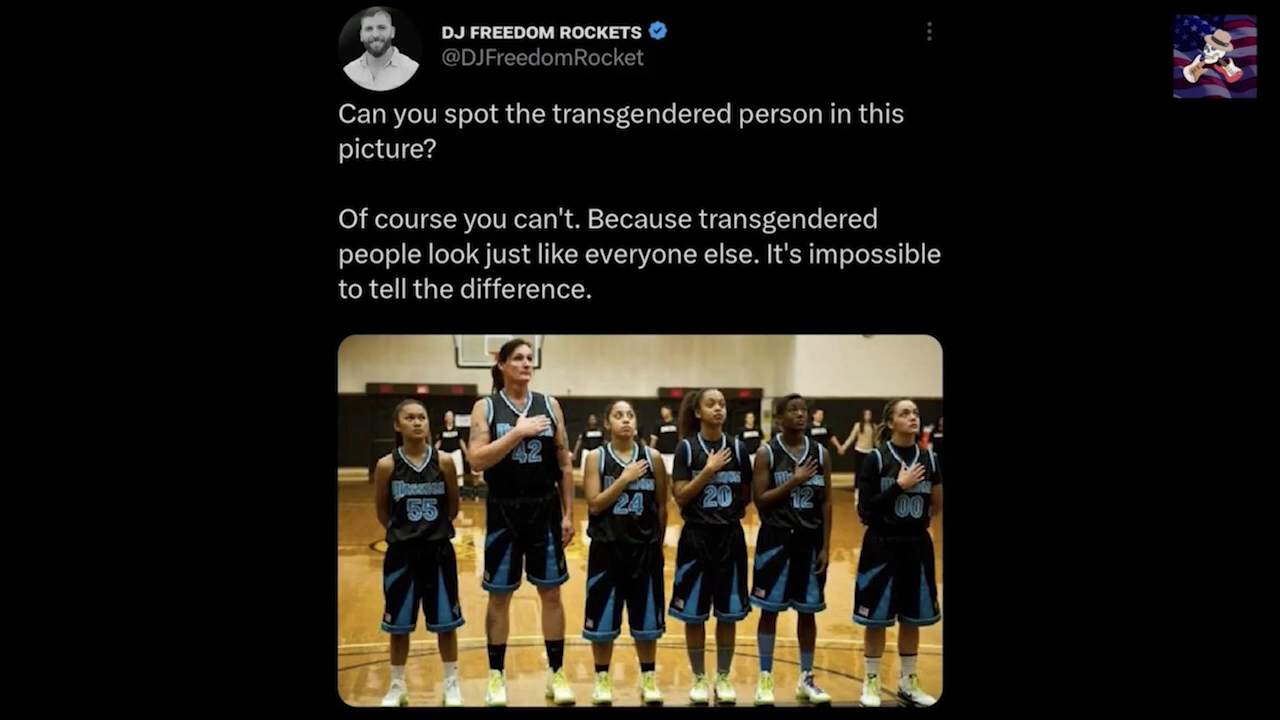 DJ FREEDOM ROCKETS
@DJFreedomRocket
Can you spot the transgendered person in this
picture?
Of course you can't. Because transgendered
people look just like everyone else. It's impossible
to tell the difference.
55
42
24
20
12
00